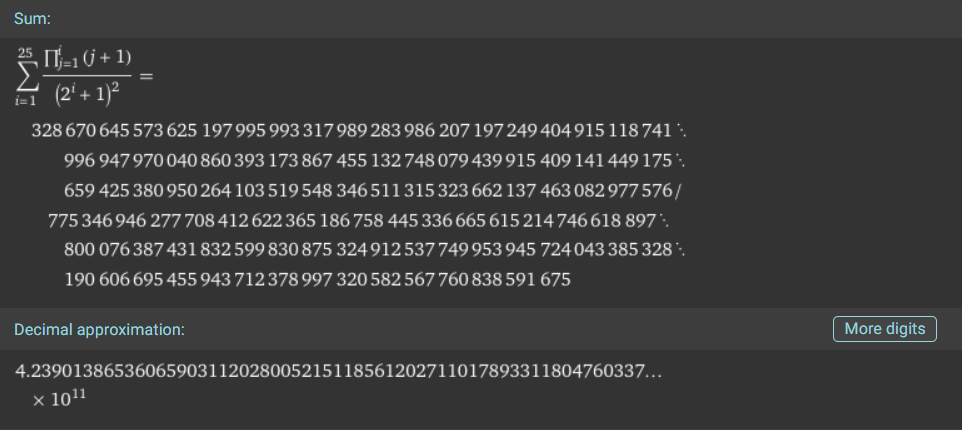 Sum:
∑_{i=1}^{25} \frac{∏_{j=1}^{i} (j + 1)}{(2^i + 1)^2} =
328 670 645 573 625 197 995 993 317 989 283 986 207 197 249 404 915 118 741 ⋱
996 947 970 040 860 393 173 867 455 132 748 079 439 915 409 141 449 175 ⋱
659 425 380 950 264 103 519 548 346 511 315 323 662 137 463 082 977 576 /
775 346 946 277 708 412 622 365 186 758 445 336 665 615 214 746 618 897 ⋱
800 076 387 431 832 599 830 875 324 912 537 749 953 945 724 043 385 328 ⋱
190 606 695 455 943 712 378 997 320 582 567 760 838 591 675
Decimal approximation:
More digits
4.2390138653606590311202800521511856120271101789331180476033​7...
× 10^{11}